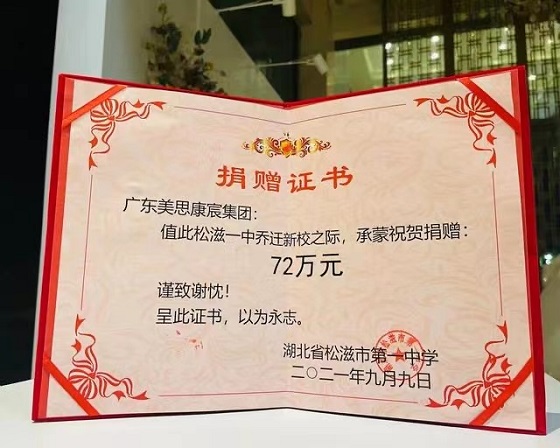 捐赠证书
广东美思康宸集团：
值此松滋一中乔迁新校之际，承蒙祝贺捐赠：
72万元
谨致谢忱！
呈此证书，以为永志。
湖北省松滋市第一中学
二〇二一年九月九日